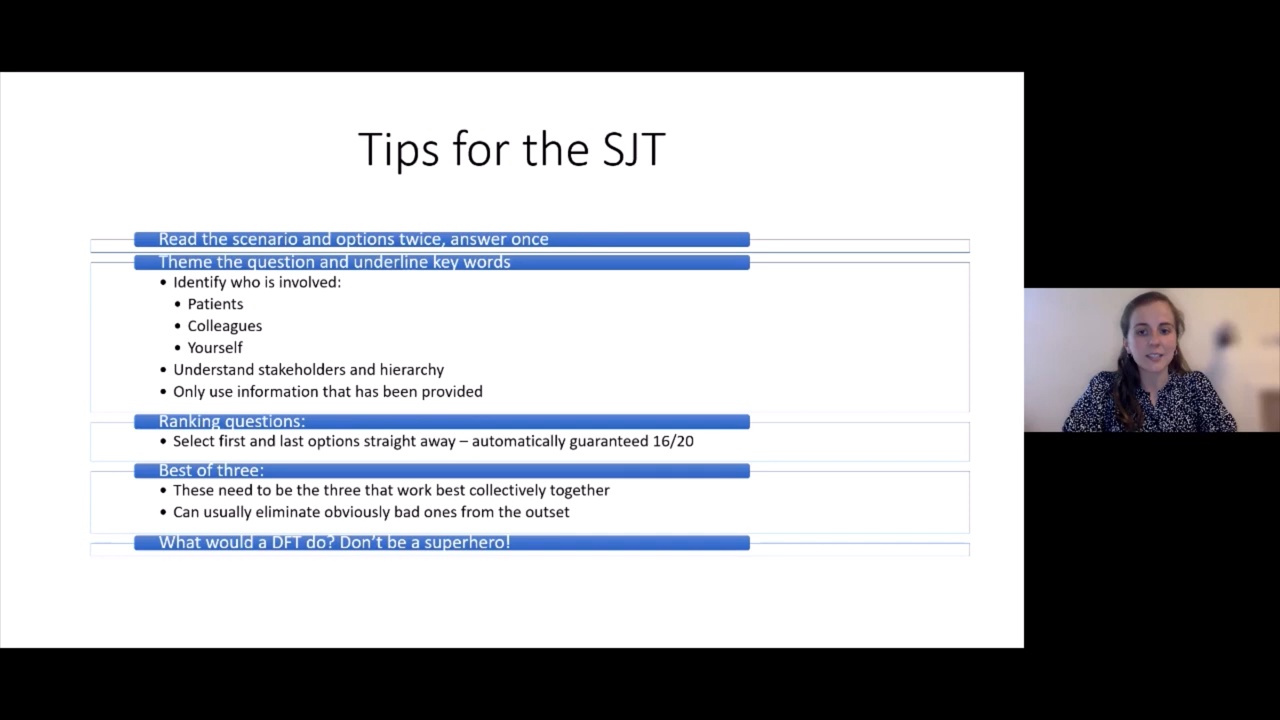 Tips for the SJT
Read the scenario and options twice, answer once
Theme the question and underline key words
• Identify who is involved:
• Patients
• Colleagues
• Yourself
• Understand stakeholders and hierarchy
• Only use information that has been provided
Ranking questions:
• Select first and last options straight away – automatically guaranteed 16/20
Best of three:
• These need to be the three that work best collectively together
• Can usually eliminate obviously bad ones from the outset
What would a DFT do? Don't be a superhero!